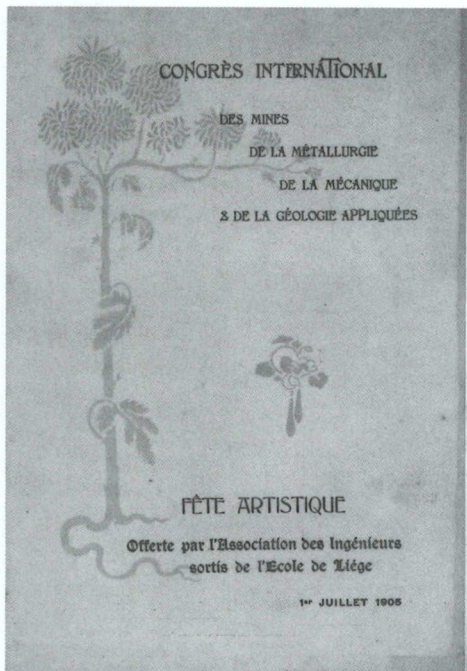 CONGRÈS INTERNATIONAL
DES MINES
DE LA MÉTALLURGIE
DE LA MÉCANIQUE
& DE LA GÉOLOGIE APPLIQUÉES
FÊTE ARTISTIQUE
Offerte par l'Association des Ingénieurs
sortis de l'Ecole de Liége
1er JUILLET 1905